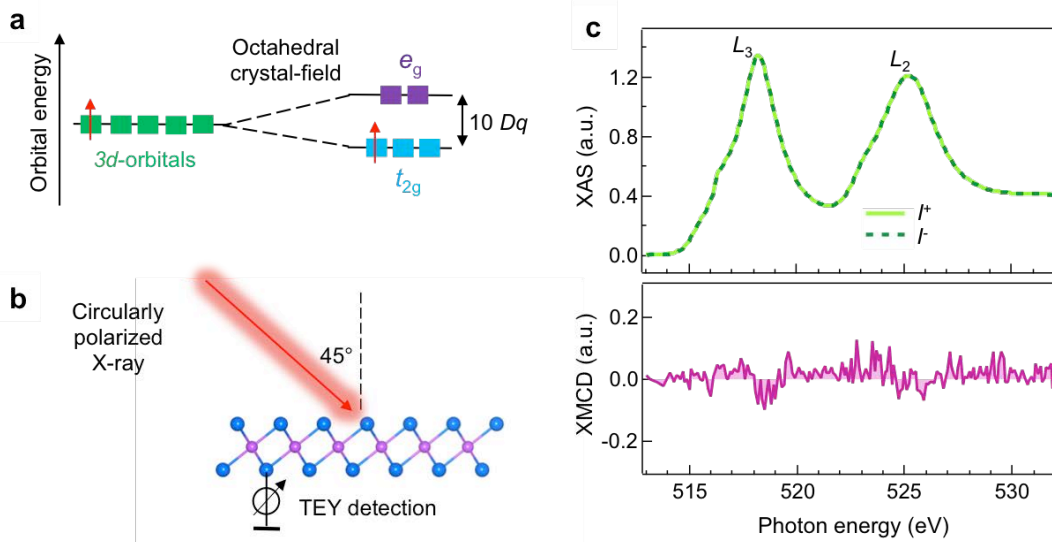 a
Orbital energy
Octahedral
crystal-field
3d-orbitals
e_g
10 Dq
t_2g
b
Circularly
polarized
X-ray
45°
TEY detection
c
L_3
L_2
XAS (a.u.)
1.2
0.8
0.4
0.0
I⁺
I⁻
XMCD (a.u.)
0.2
0.0
-0.2
515 520 525 530
Photon energy (eV)